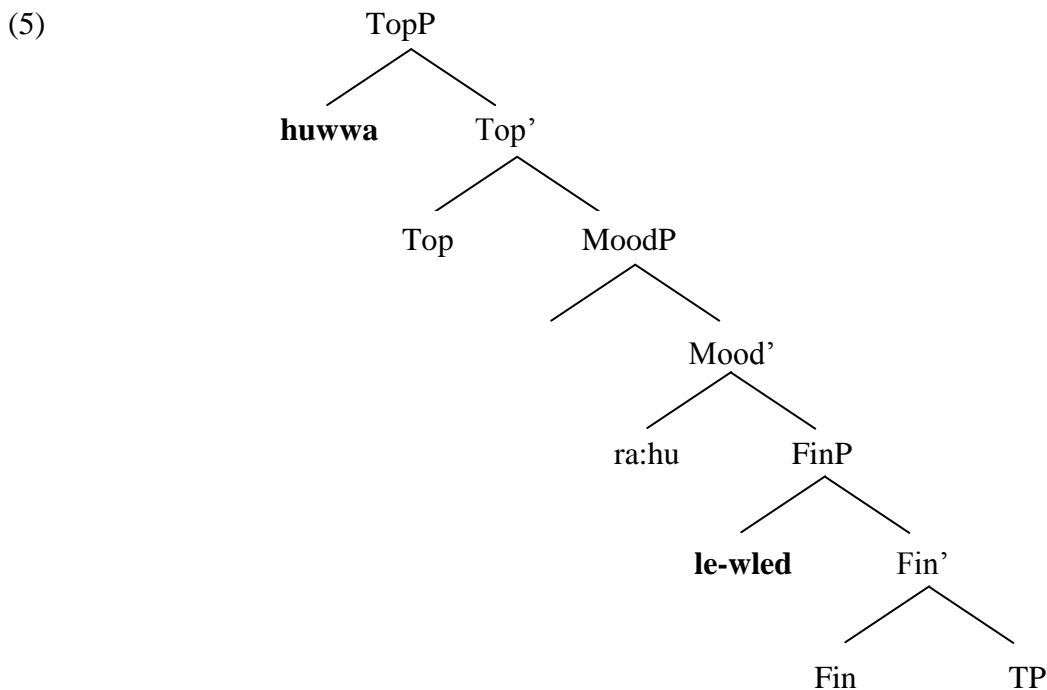 (5) TopP
huwwa Top’
Top MoodP
Mood’
ra:hu FinP
le-wled Fin’
Fin TP